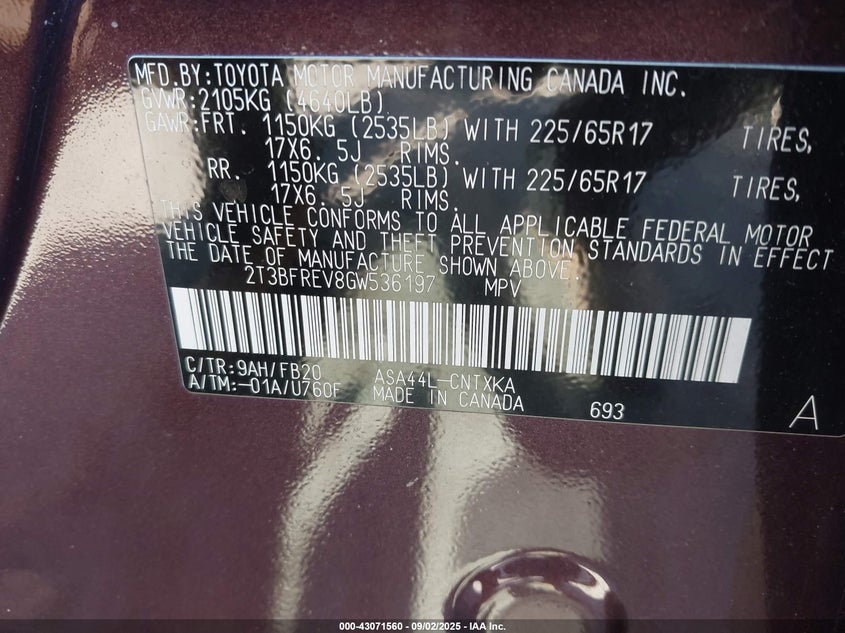 MFD.BY:TOYOTA MOTOR MANUFACTURING CANADA INC.
GVWR:2105KG (4640LB)
GAWR:FRT. 1150KG (2535LB) WITH 225/65R17 TIRES,
17X6. 5J RIMS.
RR. 1150KG (2535LB) WITH 225/65R17 TIRES,
17X6. 5J RIMS.
THIS VEHICLE CONFORMS TO ALL APPLICABLE FEDERAL MOTOR
VEHICLE SAFETY AND THEFT PREVENTION STANDARDS IN EFFECT
THE DATE OF MANUFACTURE SHOWN ABOVE.
2T3BFREV8GW536197 MPV
C/TR:9AH/FB20 ASA44L-CNTXKA
A/TM:-01A/U760F MADE IN CANADA 693 A
000-43071560 - 09/02/2025 - IAA Inc.